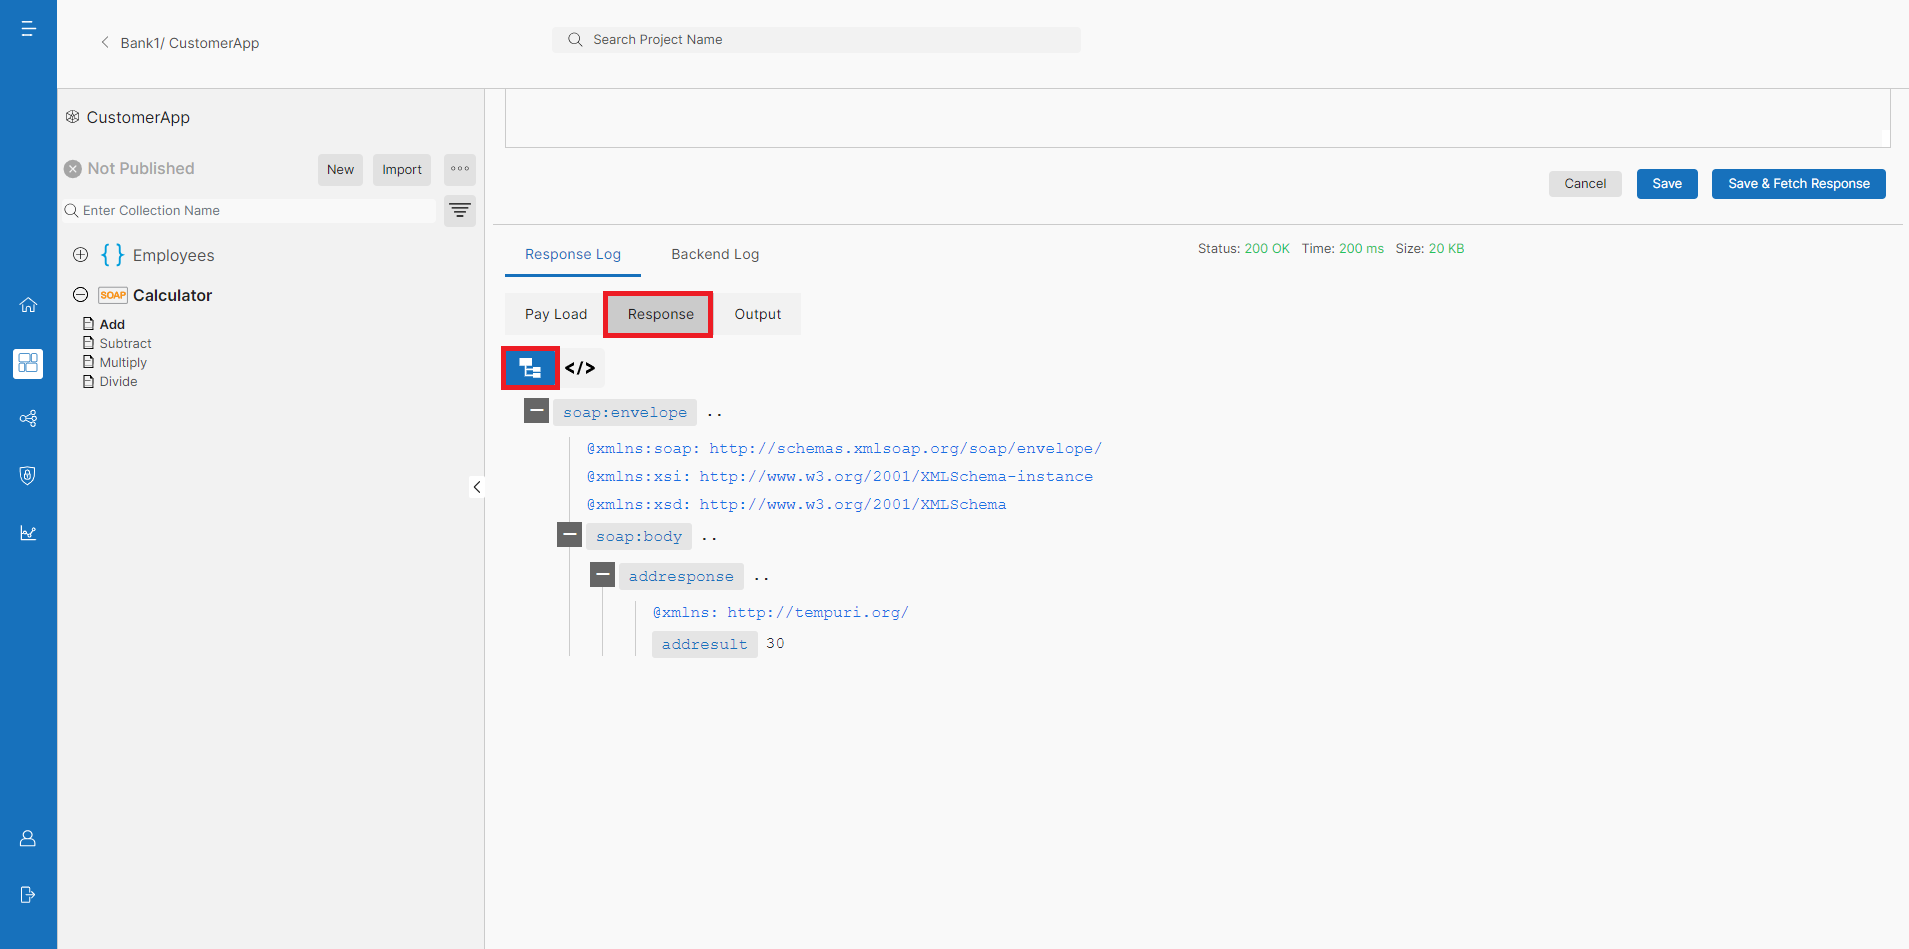 Bank1/ CustomerApp
Search Project Name
CustomerApp
Not Published
New
Import
Enter Collection Name
{ } Employees
SOAP Calculator
Add
Subtract
Multiply
Divide
Cancel
Save
Save & Fetch Response
Response Log
Backend Log
Status: 200 OK Time: 200 ms Size: 20 KB
Pay Load
Response
Output
</>
soap:envelope ..
@xmlns:soap: http://schemas.xmlsoap.org/soap/envelope/
@xmlns:xsi: http://www.w3.org/2001/XMLSchema-instance
@xmlns:xsd: http://www.w3.org/2001/XMLSchema
soap:body ..
addresponse ..
@xmlns: http://tempuri.org/
addresult 30